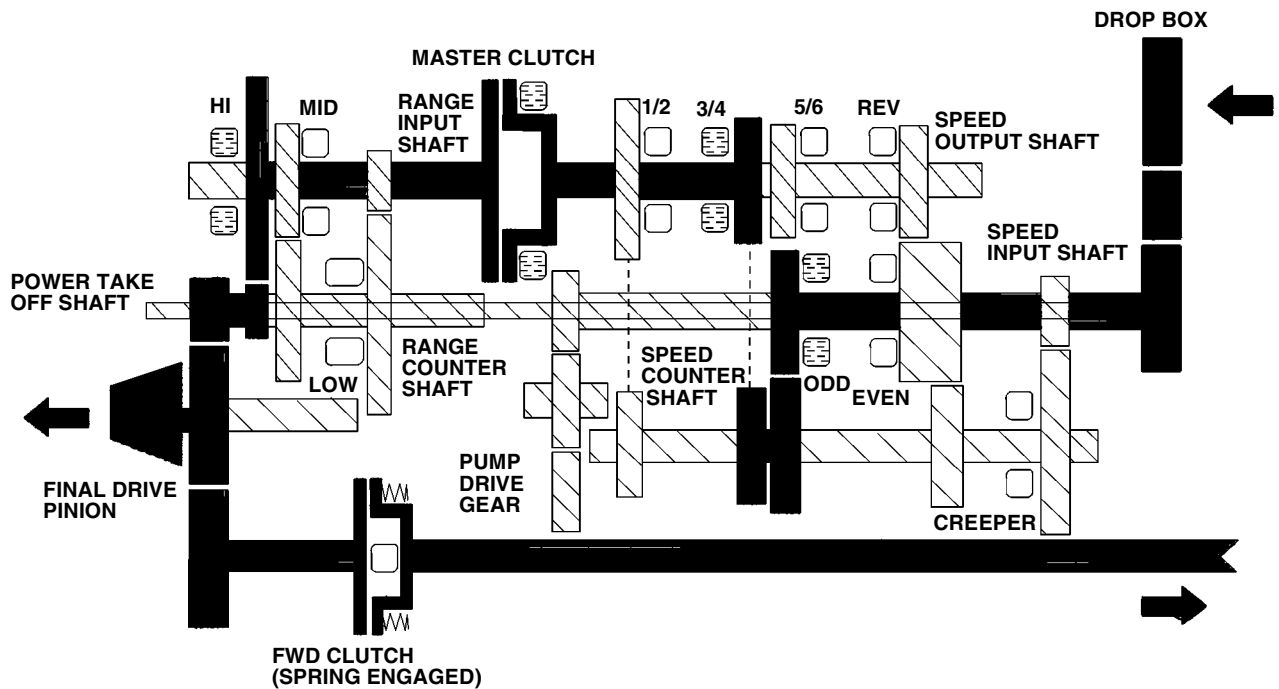 DROP BOX
MASTER CLUTCH
HI
MID
RANGE
INPUT
SHAFT
1/2
3/4
5/6
REV
SPEED
OUTPUT SHAFT
SPEED
INPUT SHAFT
POWER TAKE
OFF SHAFT
LOW
RANGE
COUNTER
SHAFT
SPEED
COUNTER
SHAFT
ODD
EVEN
FINAL DRIVE
PINION
PUMP
DRIVE
GEAR
CREEPER
FWD CLUTCH
(SPRING ENGAGED)